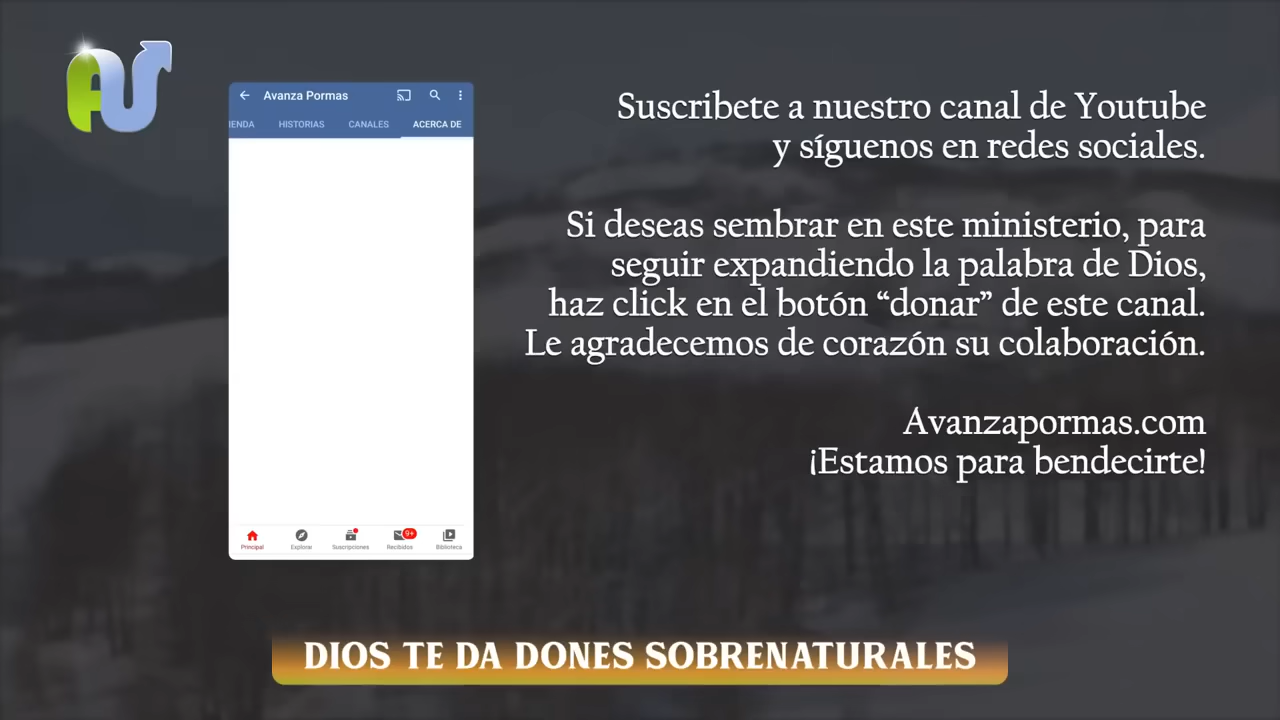 Avanza Pormas
IENDA HISTORIAS CANALES ACERCA DE
Principal Explorar Suscripciones 9+ Recibidos Biblioteca
Suscribete a nuestro canal de Youtube
y síguenos en redes sociales.
Si deseas sembrar en este ministerio, para
seguir expandiendo la palabra de Dios,
haz click en el botón “donar” de este canal.
Le agradecemos de corazón su colaboración.
Avanzapormas.com
¡Estamos para bendecirte!
DIOS TE DA DONES SOBRENATURALES